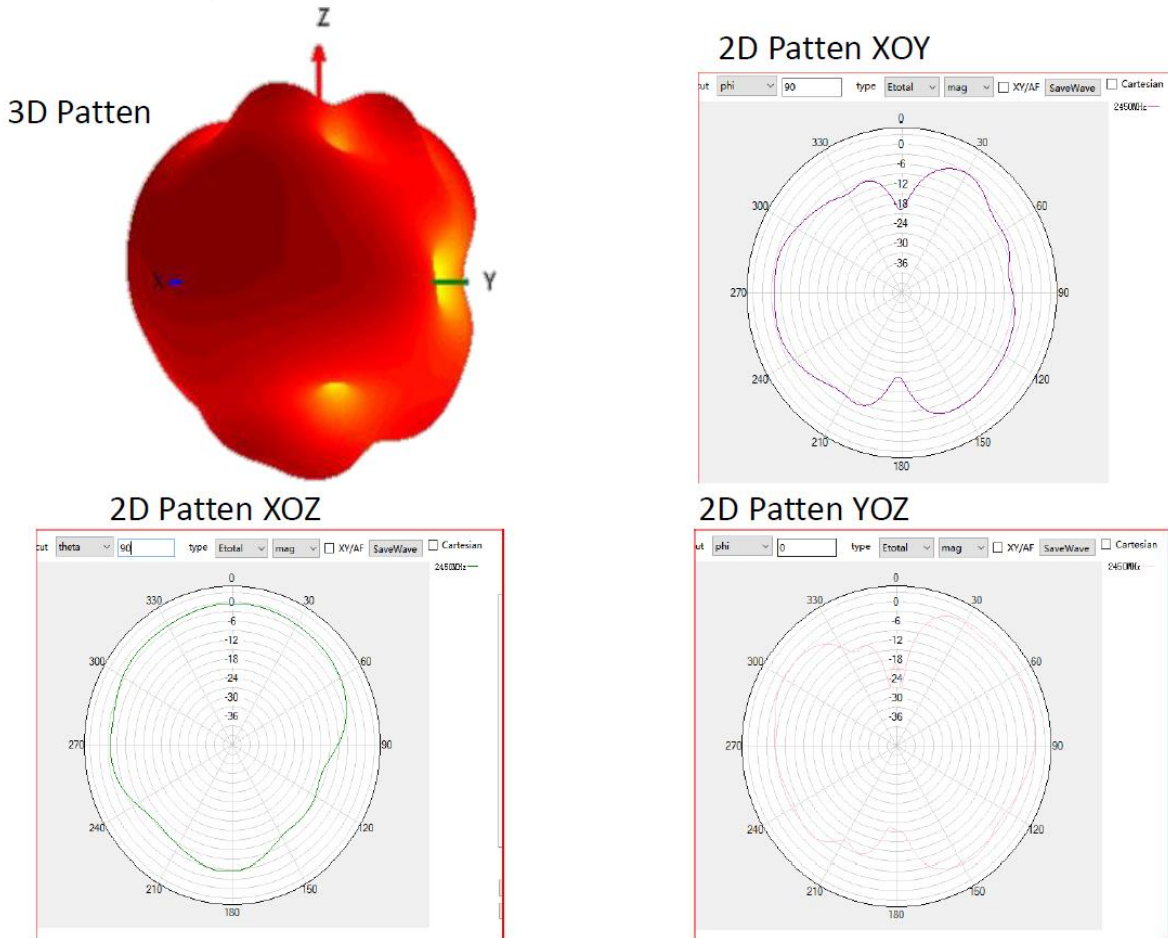 Z
3D Patten
X
Y
2D Patten XOY
cut phi 90 type Etotal mag XY/AF SaveWave Cartesian
2450MHz
0
330 0 30
-6
-12
300 -18 60
-24
-30
-36
270 90
240 120
210 150
180
2D Patten XOZ
cut theta 90 type Etotal mag XY/AF SaveWave Cartesian
2450MHz
0
330 0 30
-6
-12
300 -18 60
-24
-30
-36
270 90
240 120
210 150
180
2D Patten YOZ
cut phi 0 type Etotal mag XY/AF SaveWave Cartesian
2450MHz
0
330 0 30
-6
-12
300 -18 60
-24
-30
-36
270 90
240 120
210 150
180